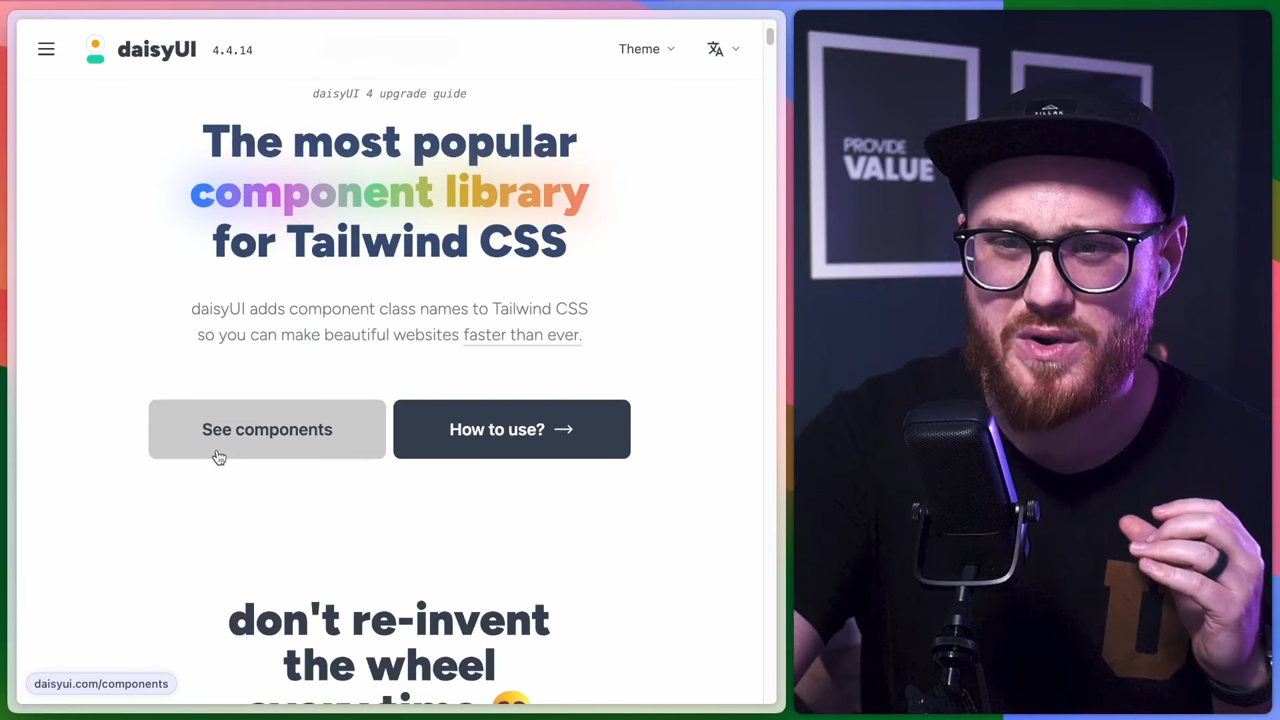 daisyUI 4.4.14
Theme
daisyUI 4 upgrade guide
The most popular
component library
for Tailwind CSS
daisyUI adds component class names to Tailwind CSS
so you can make beautiful websites faster than ever.
See components
How to use? →
don't re-invent
the wheel
every time
daisyui.com/components
PROVIDE
VALUE